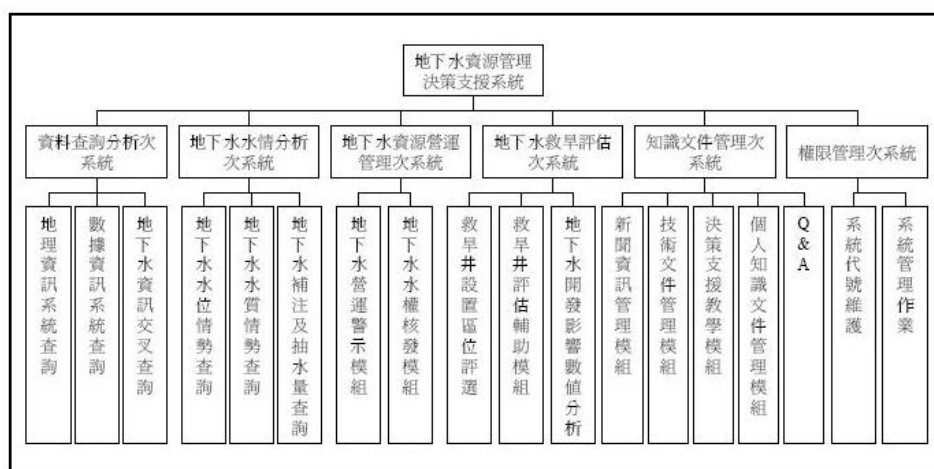 地下水資源管理
決策支援系統
資料查詢分析次
系統
地下水水情分析
次系統
地下水資源營運
管理次系統
地下水救旱評估
次系統
知識文件管理次
系統
權限管理次系統
地理資訊系統查詢
數據資訊系統查詢
地下水資訊交叉查詢
地下水水位情勢查詢
地下水水質情勢查詢
地下水補注及抽水量查詢
地下水營運警示模組
地下水水權核發模組
救旱井設置區位評選
救旱井評估輔助模組
地下水開發影響數值分析
新聞資訊管理模組
技術文件管理模組
決策支援教學模組
個人知識文件管理模組
Q&A
系統代號維護
系統管理作業